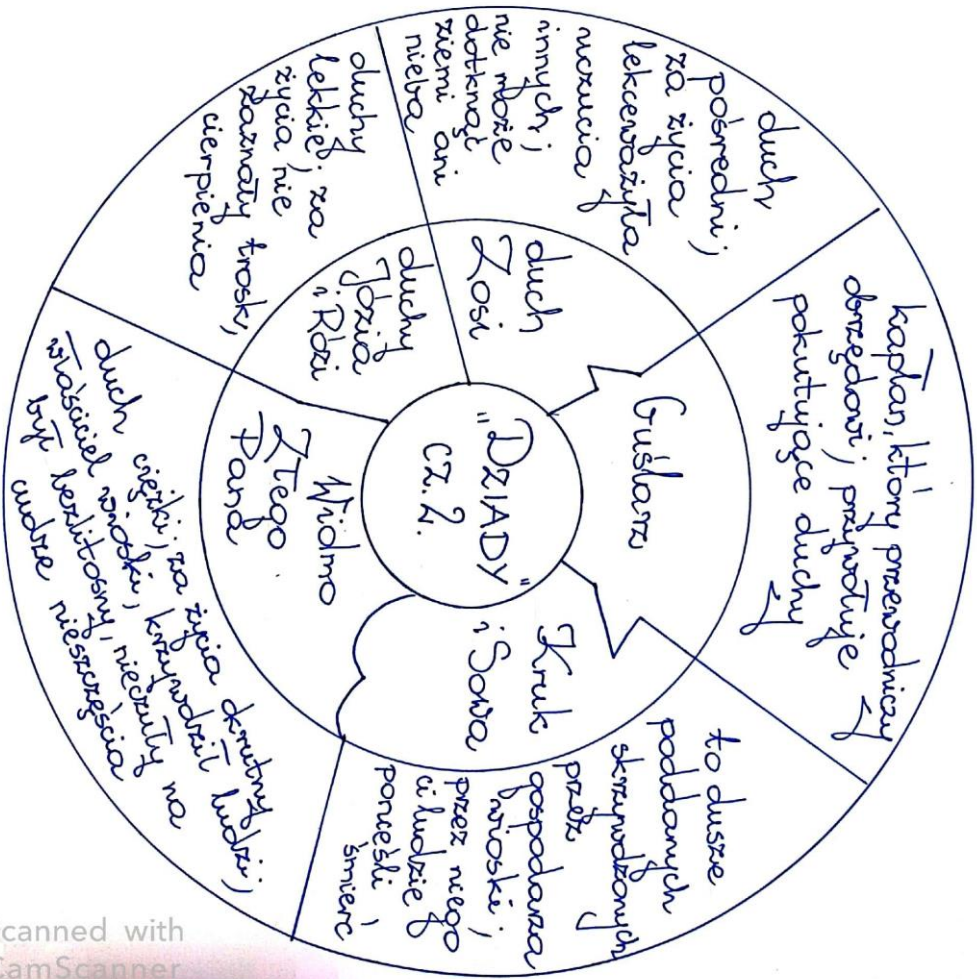 "DZIADY"
cz. 2.
Guślarz
kapłan, który przewodniczy
obrzędowi; przywołuje
pokutujące duchy
Kruk
i Sowa
to dusze
poddanych
skrzywdzonych
przez
gospodarza
wioski;
przez niego
ci ludzie
ponieśli
śmierć
Widmo
Złego
Pana
duch ciężki; za życia okrutny
właściciel wioski; krzywdził ludzi;
był bezlitosny, nieczuły na
cudze nieszczęścia
duchy
Józia
i Rózi
duchy
lekkie; za
życia nie
zaznały trosk,
cierpienia
duch
Zosi
duch
pośredni;
za życia
lekceważyła
uczucia
innych;
nie może
dotknąć
ziemi ani
nieba
canned with
CamScanner